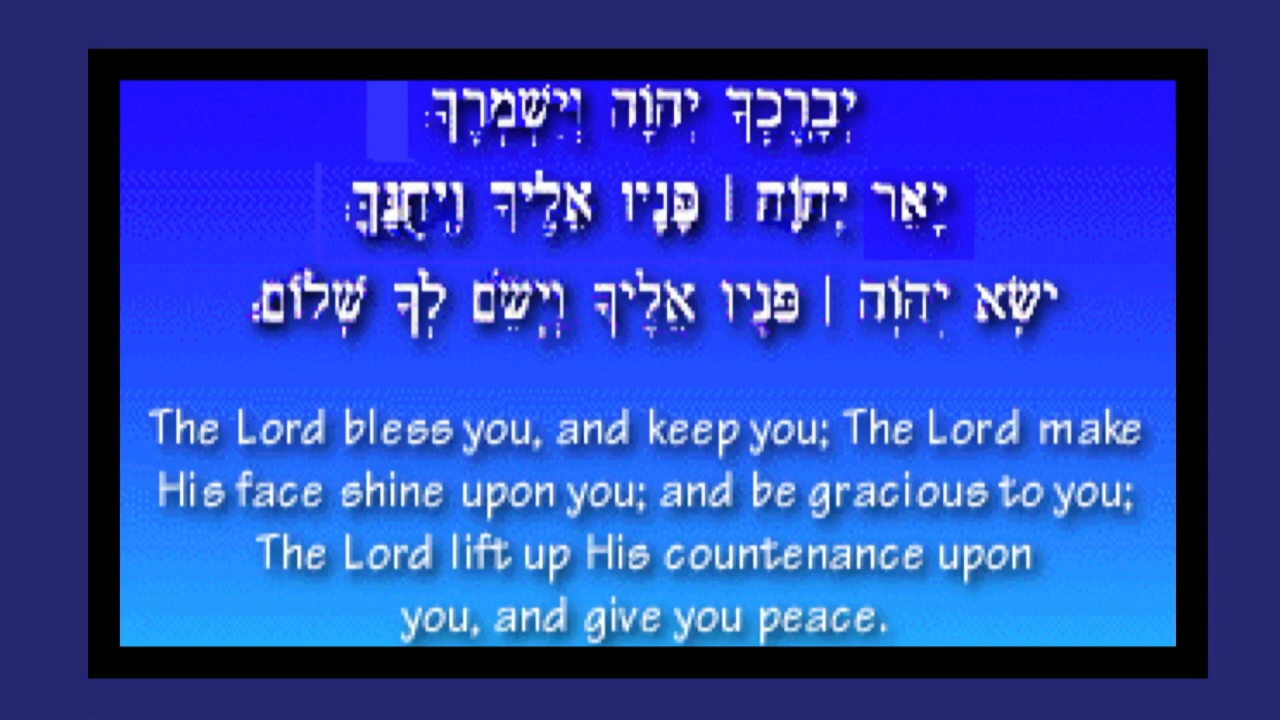 יְבָרֶכְךָ יְהוָה וְיִשְׁמְרֶךָ׃
יָאֵר יְהוָה ׀ פָּנָיו אֵלֶיךָ וִיחֻנֶּךָּ׃
יִשָּׂא יְהוָה ׀ פָּנָיו אֵלֶיךָ וְיָשֵׂם לְךָ שָׁלוֹם׃
The Lord bless you, and keep you; The Lord make
His face shine upon you; and be gracious to you;
The Lord lift up His countenance upon
you, and give you peace.